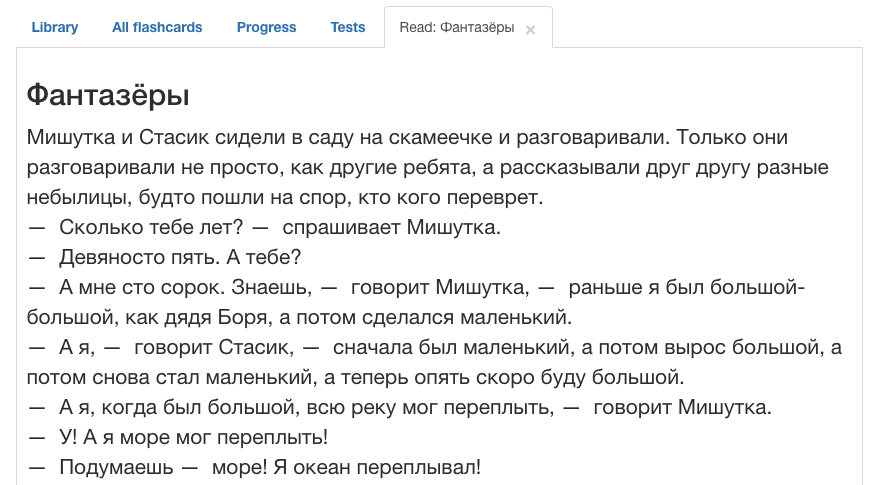 Library All flashcards Progress Tests Read: Фантазёры ×
Фантазёры
Мишутка и Стасик сидели в саду на скамеечке и разговаривали. Только они
разговаривали не просто, как другие ребята, а рассказывали друг другу разные
небылицы, будто пошли на спор, кто кого переврет.
— Сколько тебе лет? — спрашивает Мишутка.
— Девяносто пять. А тебе?
— А мне сто сорок. Знаешь, — говорит Мишутка, — раньше я был большой-
большой, как дядя Боря, а потом сделался маленький.
— А я, — говорит Стасик, — сначала был маленький, а потом вырос большой, а
потом снова стал маленький, а теперь опять скоро буду большой.
— А я, когда был большой, всю реку мог переплыть, — говорит Мишутка.
— У! А я море мог переплыть!
— Подумаешь — море! Я океан переплывал!